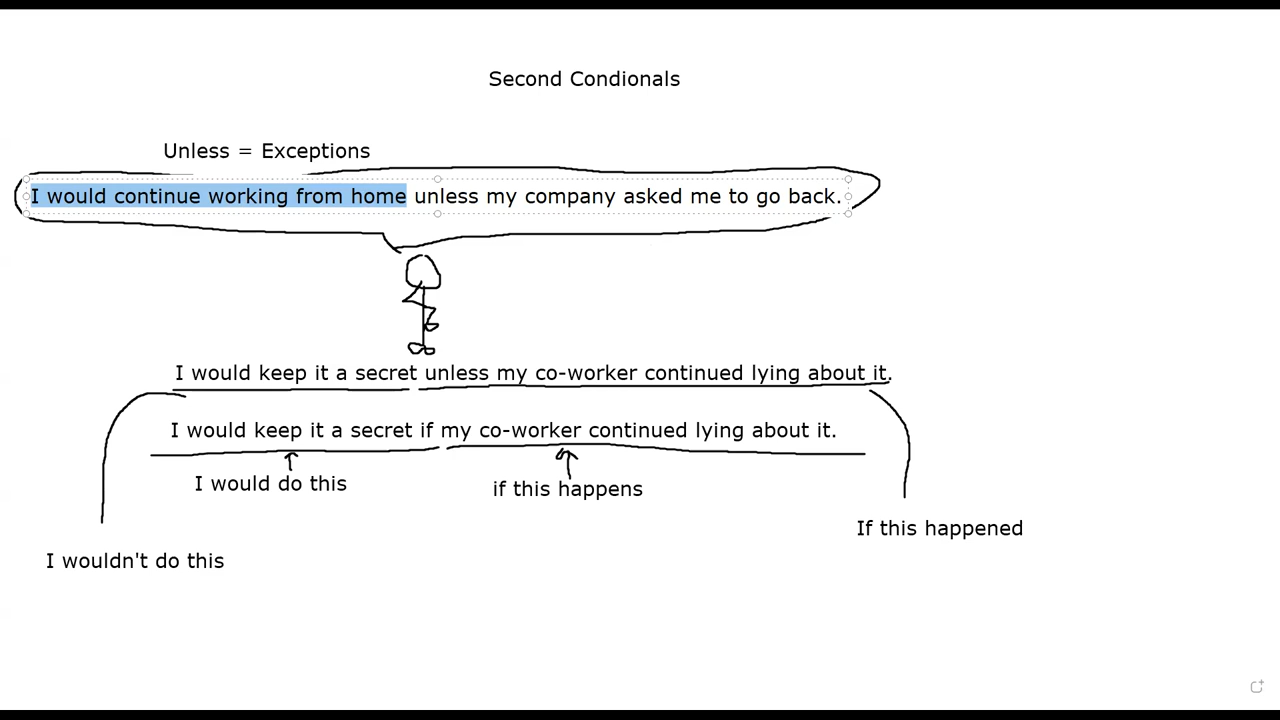 Second Condionals
Unless = Exceptions
I would continue working from home unless my company asked me to go back.
I would keep it a secret unless my co-worker continued lying about it.
I would keep it a secret if my co-worker continued lying about it.
I would do this
if this happens
If this happened
I wouldn't do this